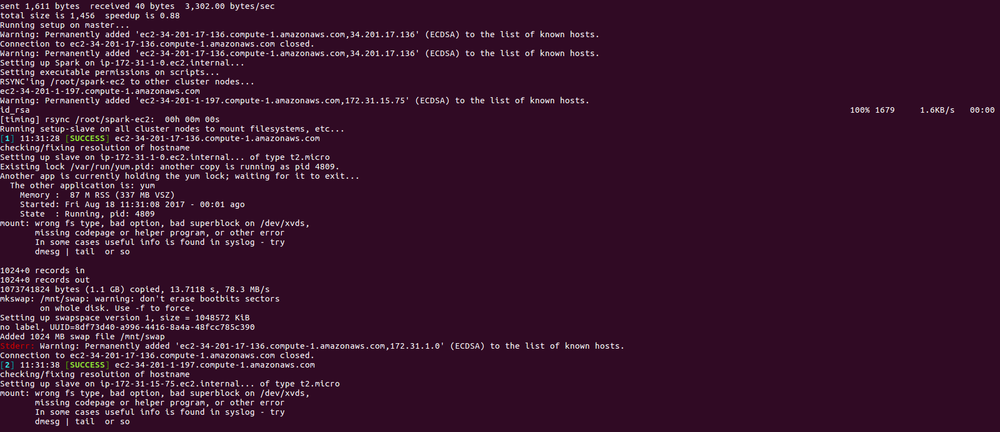 sent 1,611 bytes  received 40 bytes  3,302.00 bytes/sec
total size is 1,456  speedup is 0.88
Running setup on master...
Warning: Permanently added 'ec2-34-201-17-136.compute-1.amazonaws.com,34.201.17.136' (ECDSA) to the list of known hosts.
Connection to ec2-34-201-17-136.compute-1.amazonaws.com closed.
Warning: Permanently added 'ec2-34-201-17-136.compute-1.amazonaws.com,34.201.17.136' (ECDSA) to the list of known hosts.
Setting up Spark on ip-172-31-1-0.ec2.internal...
Setting executable permissions on scripts...
RSYNC'ing /root/spark-ec2 to other cluster nodes...
ec2-34-201-1-197.compute-1.amazonaws.com
Warning: Permanently added 'ec2-34-201-1-197.compute-1.amazonaws.com,172.31.15.75' (ECDSA) to the list of known hosts.
id_rsa 100% 1679     1.6KB/s   00:00
[timing] rsync /root/spark-ec2:  00h 00m 00s
Running setup-slave on all cluster nodes to mount filesystems, etc...
[1] 11:31:28 [SUCCESS] ec2-34-201-17-136.compute-1.amazonaws.com
checking/fixing resolution of hostname
Setting up slave on ip-172-31-1-0.ec2.internal... of type t2.micro
Existing lock /var/run/yum.pid: another copy is running as pid 4809.
Another app is currently holding the yum lock; waiting for it to exit...
  The other application is: yum
    Memory :  87 M RSS (337 MB VSZ)
    Started: Fri Aug 18 11:31:08 2017 - 00:01 ago
    State  : Running, pid: 4809
mount: wrong fs type, bad option, bad superblock on /dev/xvds,
       missing codepage or helper program, or other error
       In some cases useful info is found in syslog - try
       dmesg | tail  or so
1024+0 records in
1024+0 records out
1073741824 bytes (1.1 GB) copied, 13.7118 s, 78.3 MB/s
mkswap: /mnt/swap: warning: don't erase bootbits sectors
        on whole disk. Use -f to force.
Setting up swapspace version 1, size = 1048572 KiB
no label, UUID=8df73d40-a996-4416-8a4a-48fcc785c390
Added 1024 MB swap file /mnt/swap
Stderr: Warning: Permanently added 'ec2-34-201-17-136.compute-1.amazonaws.com,172.31.1.0' (ECDSA) to the list of known hosts.
Connection to ec2-34-201-17-136.compute-1.amazonaws.com closed.
[2] 11:31:38 [SUCCESS] ec2-34-201-1-197.compute-1.amazonaws.com
checking/fixing resolution of hostname
Setting up slave on ip-172-31-15-75.ec2.internal... of type t2.micro
mount: wrong fs type, bad option, bad superblock on /dev/xvds,
       missing codepage or helper program, or other error
       In some cases useful info is found in syslog - try
       dmesg | tail  or so